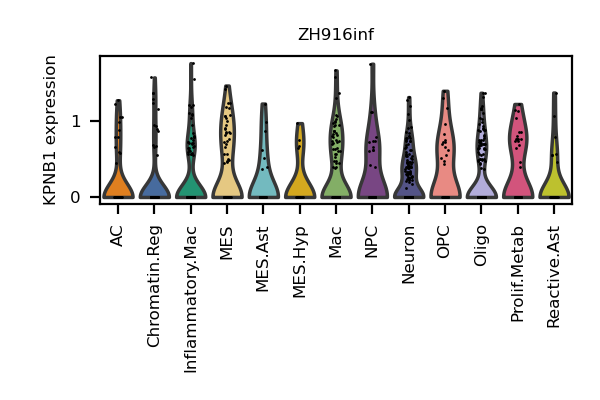 ZH916inf
KPNB1 expression
1
0
AC
Chromatin.Reg
Inflammatory.Mac
MES
MES.Ast
MES.Hyp
Mac
NPC
Neuron
OPC
Oligo
Prolif.Metab
Reactive.Ast